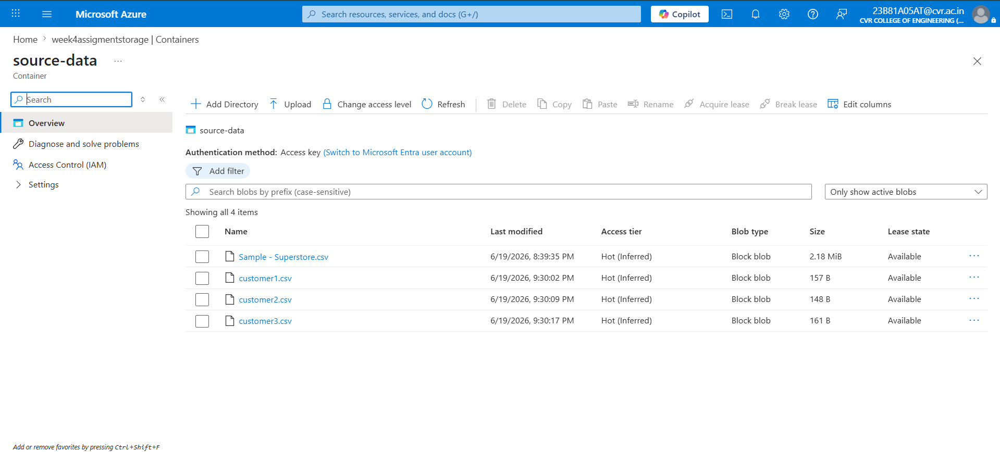 Microsoft Azure
Search resources, services, and docs (G+/)
Copilot
23B81A05AT@cvr.ac.in
CVR COLLEGE OF ENGINEERING (...
Home > week4assigmentstorage | Containers
source-data ...
Container
Search
Overview
Diagnose and solve problems
Access Control (IAM)
Settings
Add Directory Upload Change access level Refresh Delete Copy Paste Rename Acquire lease Break lease Edit columns
source-data
Authentication method: Access key (Switch to Microsoft Entra user account)
Add filter
Search blobs by prefix (case-sensitive)
Only show active blobs
Showing all 4 items
Name Last modified Access tier Blob type Size Lease state
Sample - Superstore.csv 6/19/2026, 8:39:35 PM Hot (Inferred) Block blob 2.18 MiB Available ...
customer1.csv 6/19/2026, 9:30:02 PM Hot (Inferred) Block blob 157 B Available ...
customer2.csv 6/19/2026, 9:30:09 PM Hot (Inferred) Block blob 148 B Available ...
customer3.csv 6/19/2026, 9:30:17 PM Hot (Inferred) Block blob 161 B Available ...
Add or remove favorites by pressing Ctrl+Shift+F